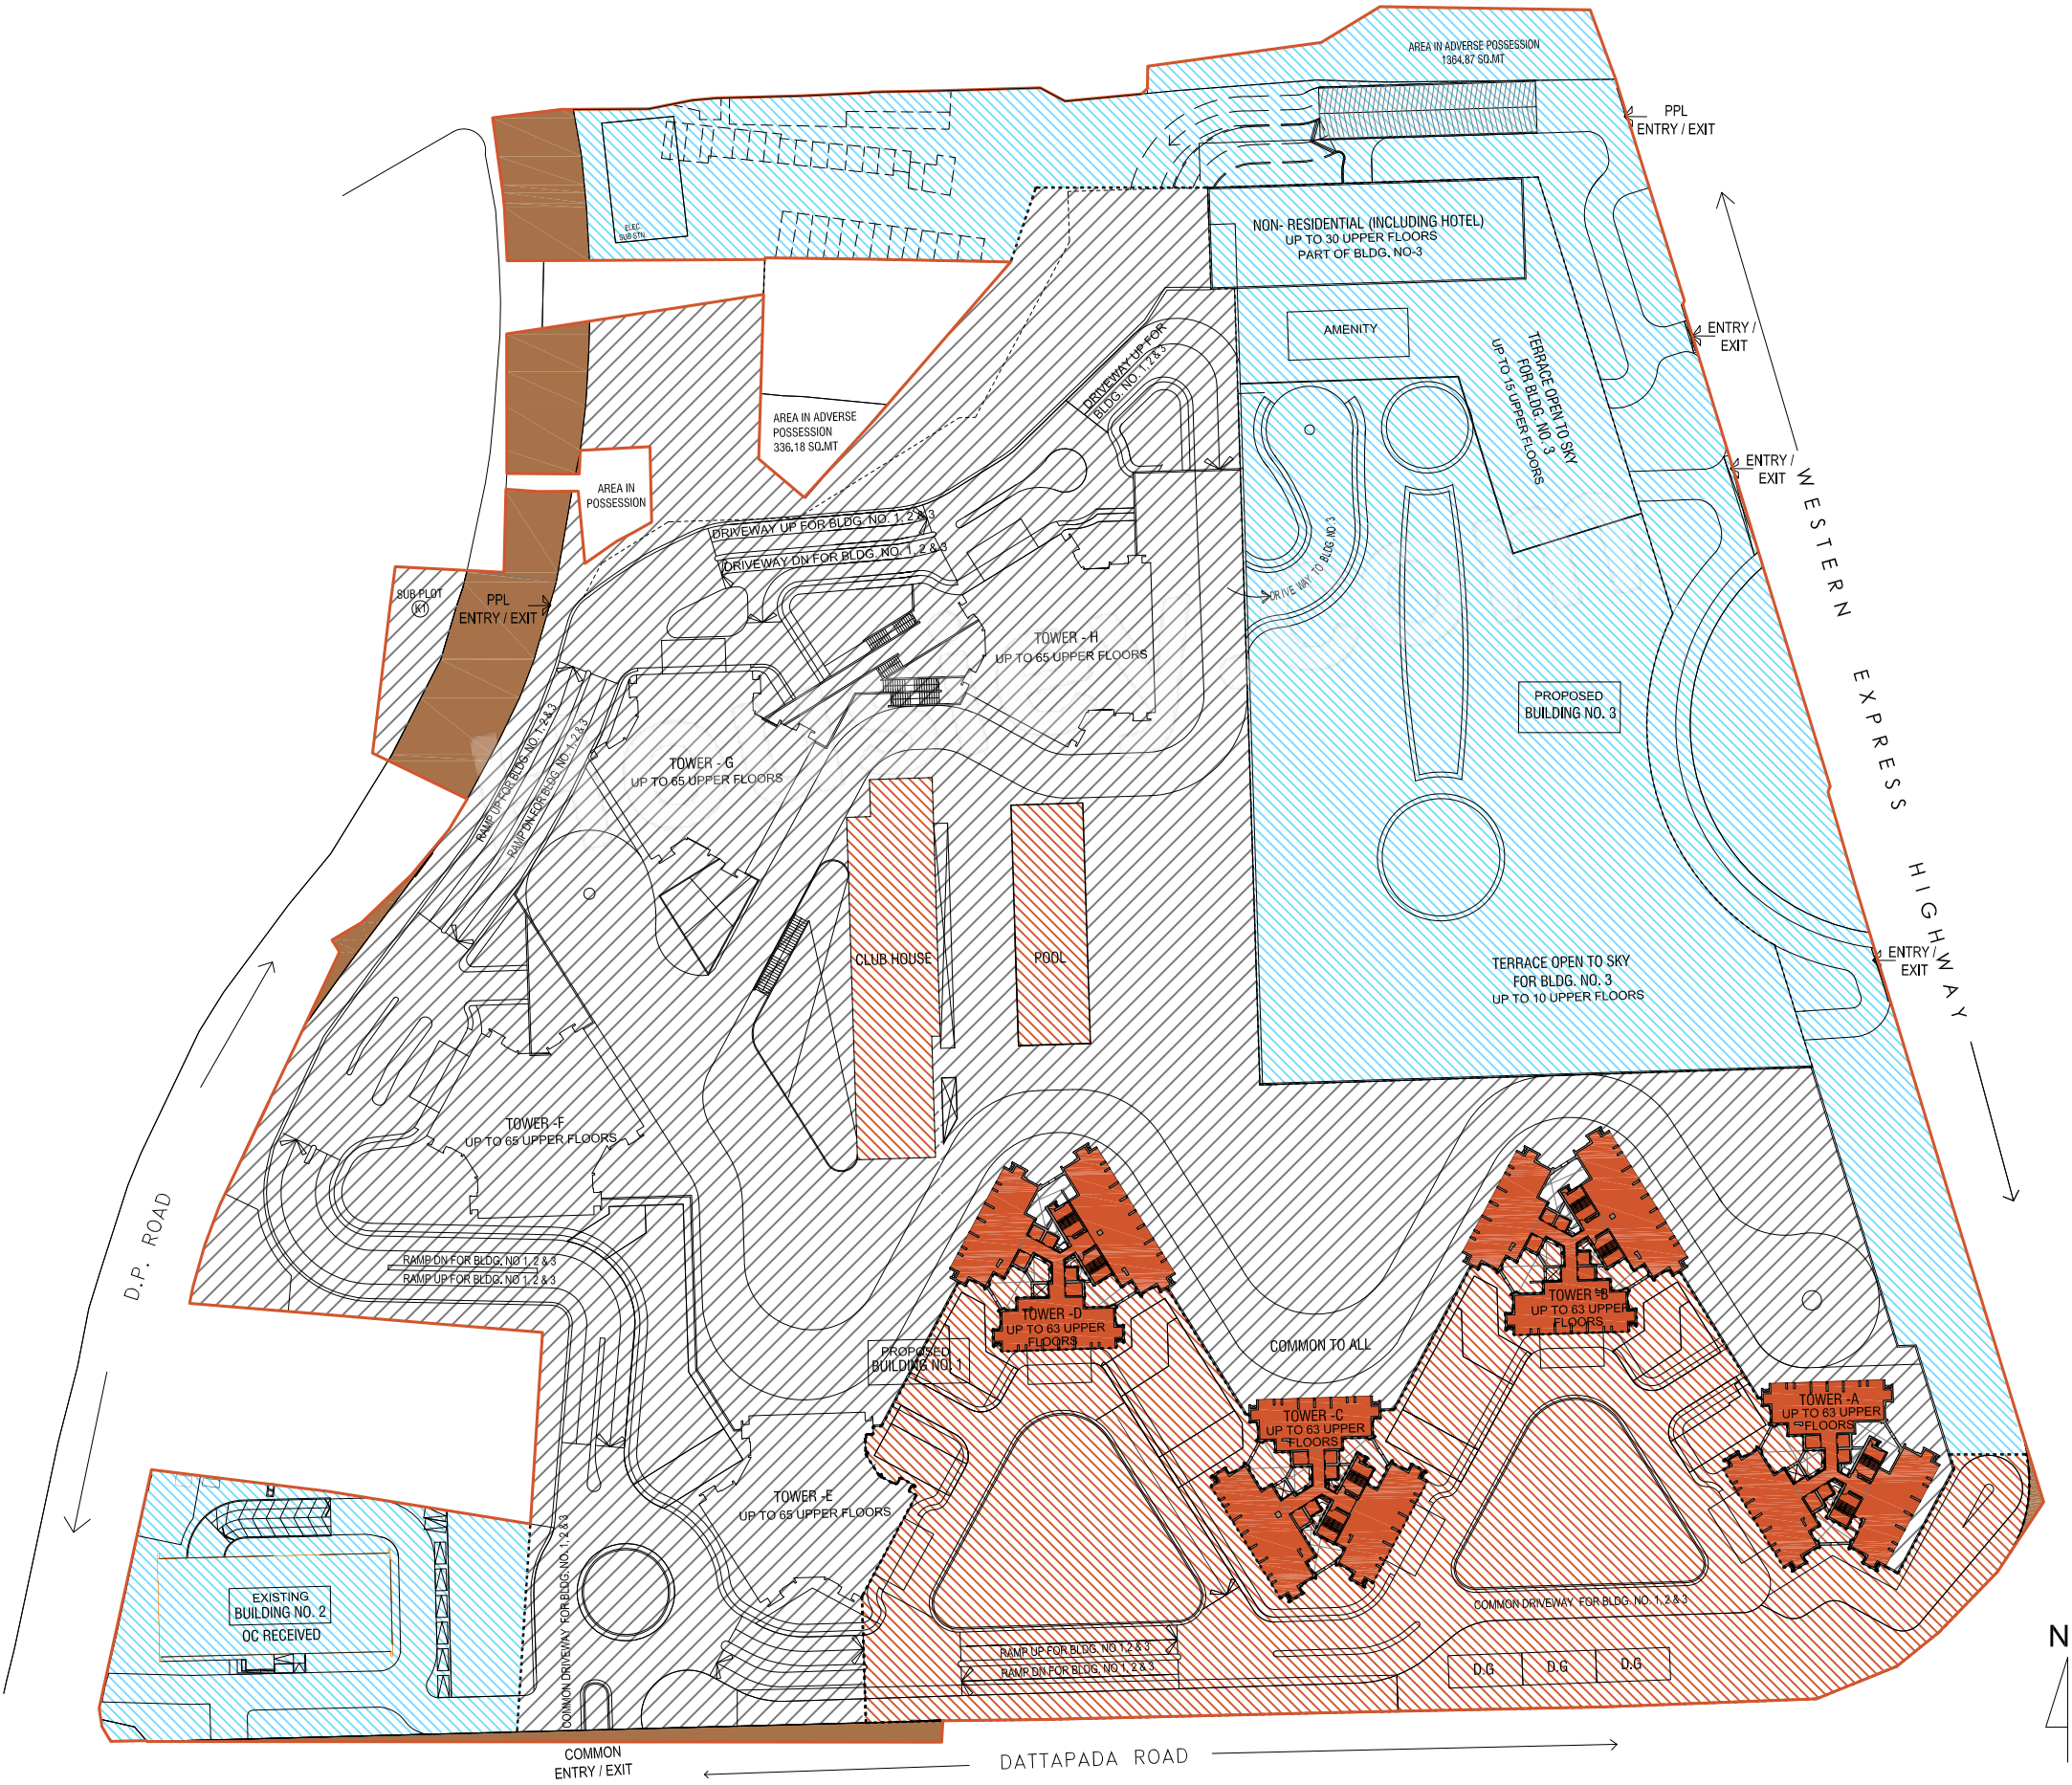 AREA IN ADVERSE POSSESSION
1364.87 SQ.MT
PPL
ENTRY / EXIT
ELEC
SUB STN.
NON- RESIDENTIAL (INCLUDING HOTEL)
UP TO 30 UPPER FLOORS
PART OF BLDG. NO-3
AMENITY
TERRACE OPEN TO SKY
FOR BLDG. NO. 3
UP TO 15 UPPER FLOORS
ENTRY /
EXIT
ENTRY /
EXIT
WESTERN EXPRESS HIGHWAY
DRIVEWAY UP FOR
BLDG. NO. 1, 2 & 3
AREA IN ADVERSE
POSSESSION
336.18 SQ.MT
AREA IN
POSSESSION
DRIVEWAY UP FOR BLDG. NO. 1, 2 & 3
DRIVEWAY DN FOR BLDG. NO. 1, 2 & 3
DRIVE WAY TO BLDG NO 3
SUB PLOT
K1
PPL
ENTRY / EXIT
TOWER - H
UP TO 65 UPPER FLOORS
PROPOSED
BUILDING NO. 3
RAMP UP FOR BLDG. NO. 1, 2 & 3
RAMP DN FOR BLDG. NO. 1, 2 & 3
TOWER - G
UP TO 65 UPPER FLOORS
CLUB HOUSE
POOL
TERRACE OPEN TO SKY
FOR BLDG. NO. 3
UP TO 10 UPPER FLOORS
ENTRY /
EXIT
TOWER -F
UP TO 65 UPPER FLOORS
D.P. ROAD
RAMP DN FOR BLDG. NO 1, 2 & 3
RAMP UP FOR BLDG. NO 1, 2 & 3
TOWER -D
UP TO 63 UPPER
FLOORS
TOWER -B
UP TO 63 UPPER
FLOORS
PROPOSED
BUILDING NO. 1
COMMON TO ALL
TOWER -C
UP TO 63 UPPER
FLOORS
TOWER -A
UP TO 63 UPPER
FLOORS
TOWER -E
UP TO 65 UPPER FLOORS
EXISTING
BUILDING NO. 2
OC RECEIVED
COMMON DRIVEWAY FOR BLDG. NO. 1, 2 & 3
COMMON DRIVEWAY FOR BLDG. NO. 1, 2 & 3
RAMP UP FOR BLDG. NO 1, 2 & 3
RAMP DN FOR BLDG. NO 1, 2 & 3
D.G
D.G
D.G
N
COMMON
ENTRY / EXIT
DATTAPADA ROAD